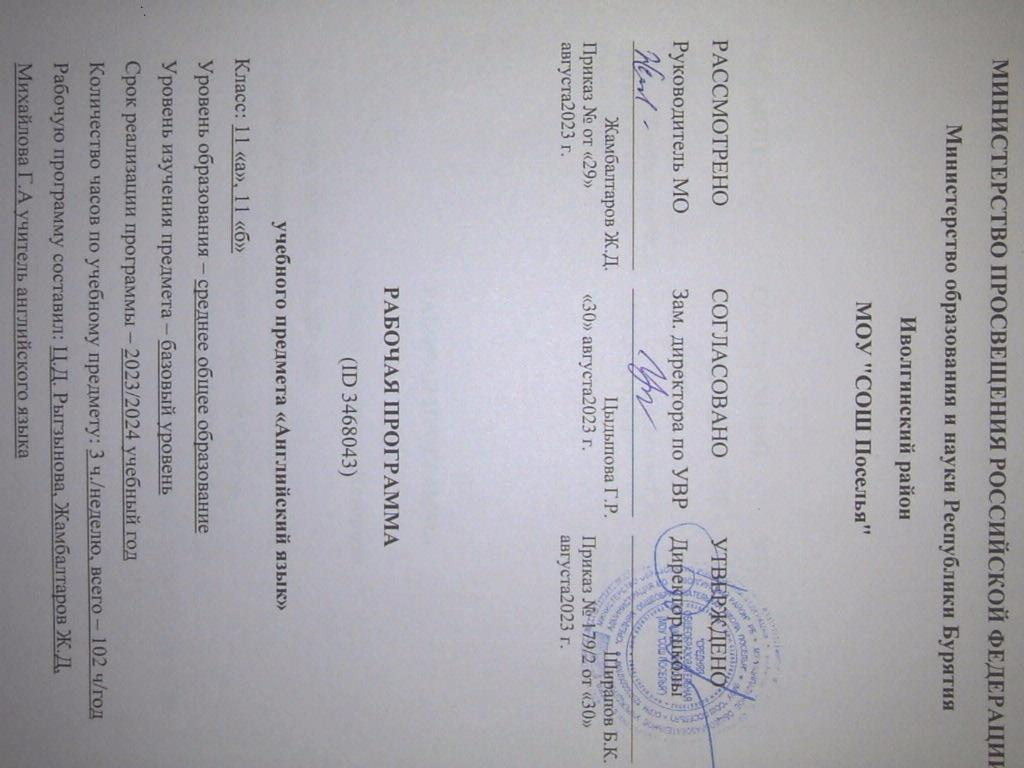 МИНИСТЕРСТВО ПРОСВЕЩЕНИЯ РОССИЙСКОЙ ФЕДЕРАЦИИ
Министерство образования и науки Республики Бурятия
Иволгинский район
МОУ "СОШ Поселья"
РАССМОТРЕНО
Руководитель МО
Жамбалтаров Ж.Д.
Приказ № от «29»
августа2023 г.
СОГЛАСОВАНО
Зам. директора по УВР
Цыдыпова Г.Р.
«30» августа2023 г.
УТВЕРЖДЕНО
Директор школы
Пирапов Б.К.
Приказ № 179/2 от «30»
августа2023 г.
РАБОЧАЯ ПРОГРАММА
(ID 3468043)
учебного предмета «Английский язык»
Класс: 11 «а», 11 «б»
Уровень образования – среднее общее образование
Уровень изучения предмета – базовый уровень
Срок реализации программы – 2023/2024 учебный год
Количество часов по учебному предмету: 3 ч./неделю, всего – 102 ч/год
Рабочую программу составил: Ц.Д. Рыгзынова, Жамбалтаров Ж.Д.
Михайлова Г.А учитель английского языка